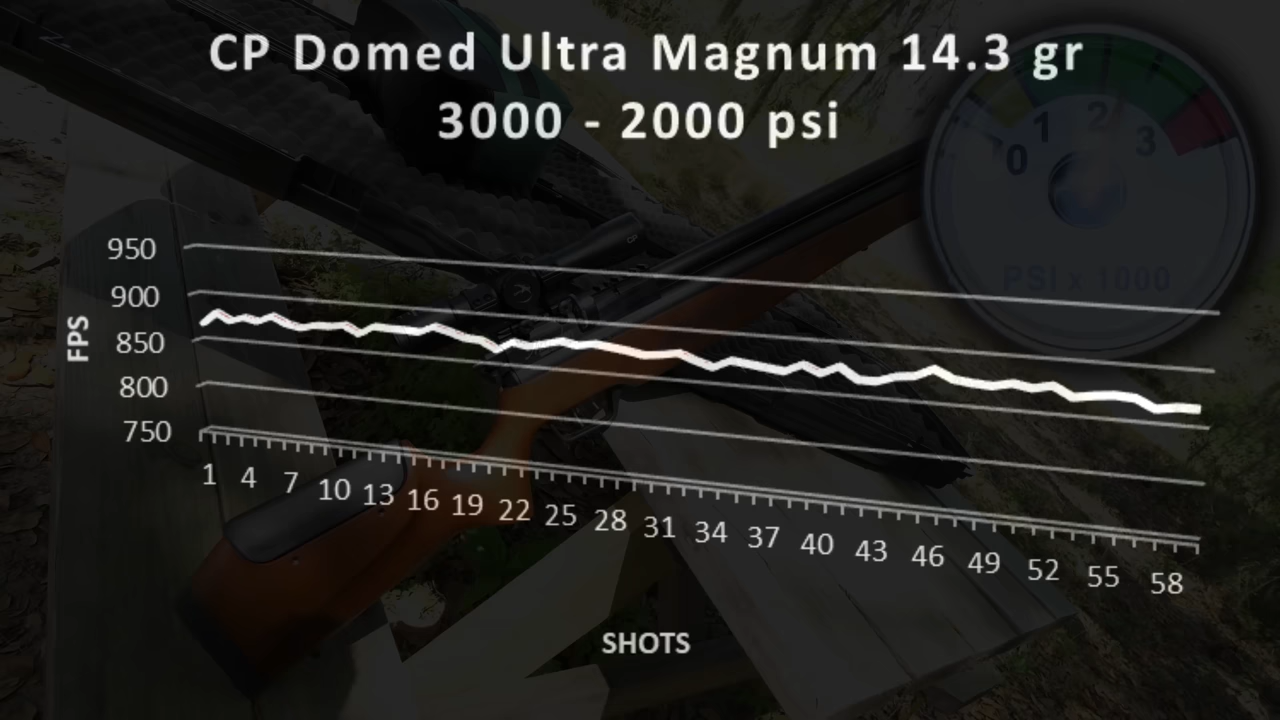 CP Domed Ultra Magnum 14.3 gr
3000 - 2000 psi
0 1 2 3
PSI x 1000
950
900
850
800
750
FPS
1 4 7 10 13 16 19 22 25 28 31 34 37 40 43 46 49 52 55 58
SHOTS